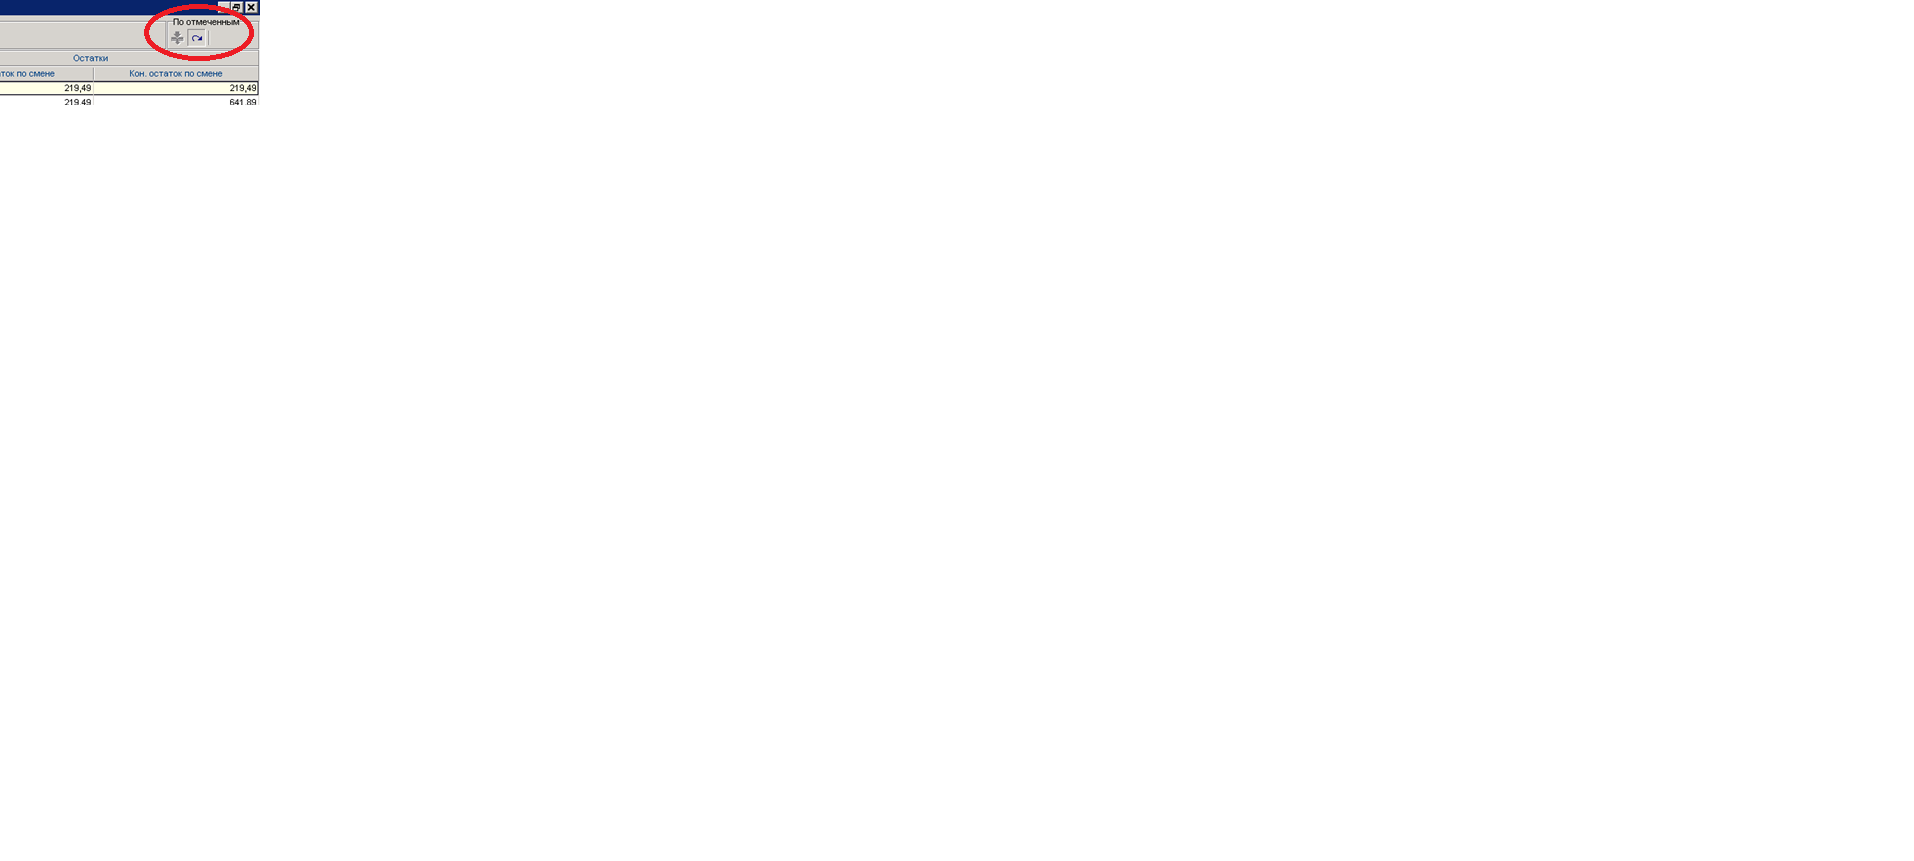 По отмеченным
Остатки
ток по смене Кон. остаток по смене
219,49 219,49
219,49 641,89